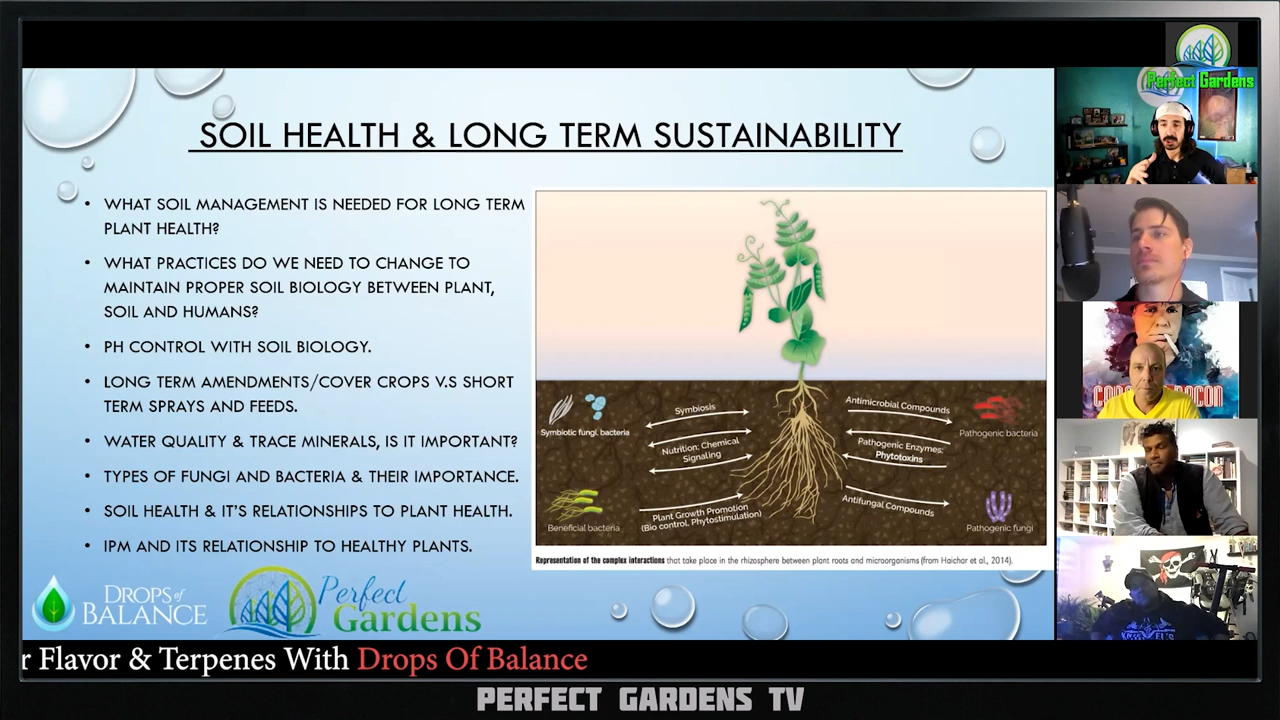 Perfect Gardens
SOIL HEALTH & LONG TERM SUSTAINABILITY
• WHAT SOIL MANAGEMENT IS NEEDED FOR LONG TERM
PLANT HEALTH?
• WHAT PRACTICES DO WE NEED TO CHANGE TO
MAINTAIN PROPER SOIL BIOLOGY BETWEEN PLANT,
SOIL AND HUMANS?
• PH CONTROL WITH SOIL BIOLOGY.
• LONG TERM AMENDMENTS/COVER CROPS V.S SHORT
TERM SPRAYS AND FEEDS.
• WATER QUALITY & TRACE MINERALS, IS IT IMPORTANT?
• TYPES OF FUNGI AND BACTERIA & THEIR IMPORTANCE.
• SOIL HEALTH & IT'S RELATIONSHIPS TO PLANT HEALTH.
• IPM AND ITS RELATIONSHIP TO HEALTHY PLANTS.
Symbiotic fungi, bacteria
Symbiosis
Nutrition: Chemical
Signaling
Beneficial bacteria
Plant Growth Promotion
(Bio control, Phytostimulation)
Antimicrobial Compounds
Pathogenic bacteria
Pathogenic Enzymes:
Phytotoxins
Antifungal Compounds
Pathogenic fungi
Representation of the complex interactions that take place in the rhizosphere between plant roots and microorganisms (from Haichar et al., 2014).
DROPS of
BALANCE
Perfect
Gardens
r Flavor & Terpenes With Drops Of Balance
PERFECT GARDENS TV